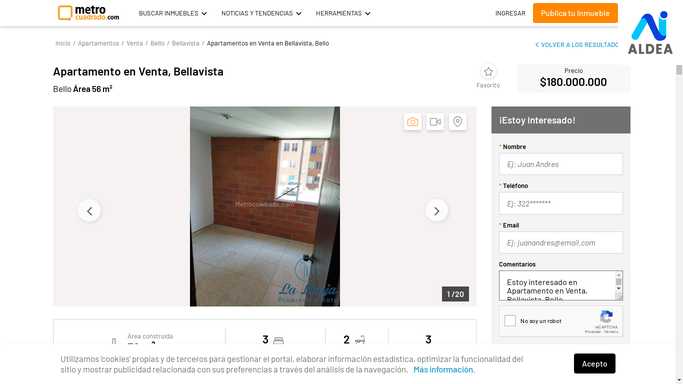 metro
cuadrado.com
BUSCAR INMUEBLES
NOTICIAS Y TENDENCIAS
HERRAMIENTAS
INGRESAR
Publica tu Inmueble
AI
ALDEA
Inicio / Apartamentos / Venta / Bello / Bellavista / Apartamentos en Venta en Bellavista, Bello
VOLVER A LOS RESULTADO
Apartamento en Venta, Bellavista
Bello Área 56 m²
Favorito
Precio
$180.000.000
Metrocuadrado.com
1 / 20
¡Estoy Interesado!
* Nombre
Ej: Juan Andres
* Teléfono
Ej: 322*******
* Email
Ej: juanandres@email.com
Comentarios
Estoy interesado en
Apartamento en Venta,
Bellavista, Bello
No soy un robot
reCAPTCHA
Privacidad - Términos
Área construida
3
2
3
Utilizamos 'cookies' propias y de terceros para gestionar el portal, elaborar información estadística, optimizar la funcionalidad del
sitio y mostrar publicidad relacionada con sus preferencias a través del análisis de la navegación. Más información.
Acepto